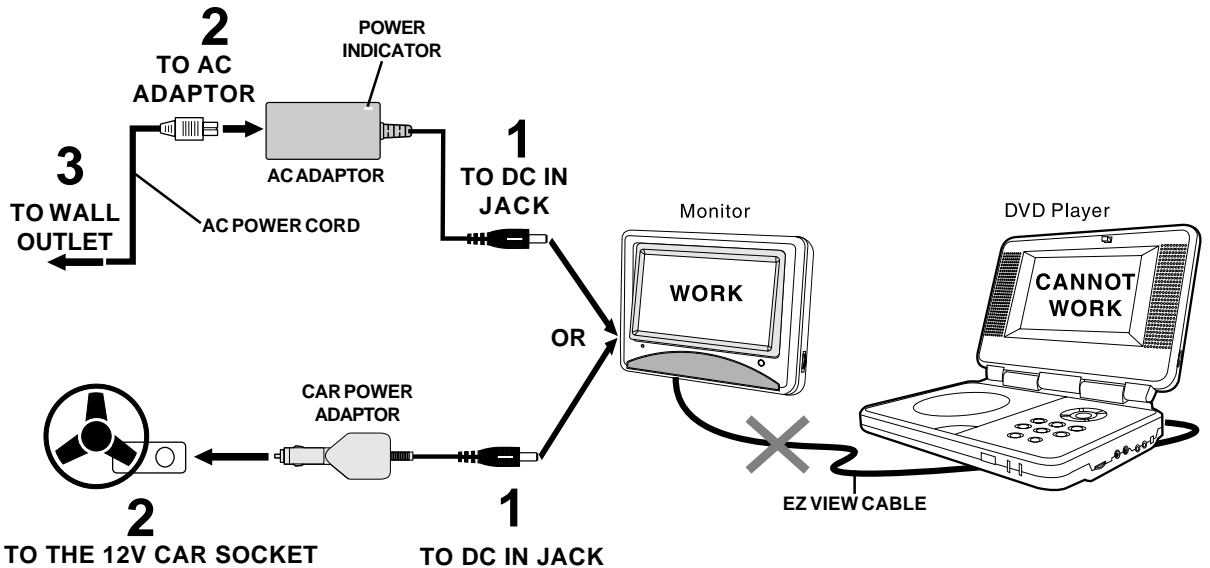 2
TO AC
ADAPTOR
POWER
INDICATOR
AC ADAPTOR
3
TO WALL
OUTLET
AC POWER CORD
1
TO DC IN
JACK
Monitor
WORK
DVD Player
CANNOT
WORK
OR
CAR POWER
ADAPTOR
2
TO THE 12V CAR SOCKET
1
TO DC IN JACK
EZ VIEW CABLE